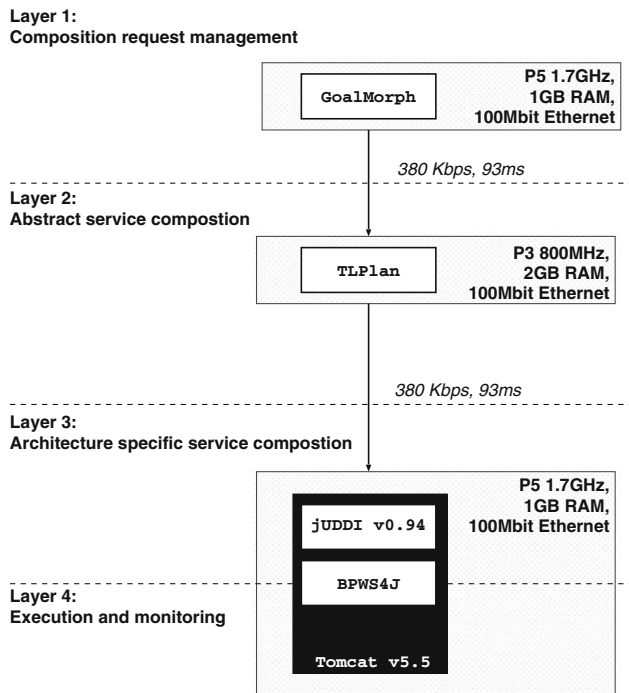 Layer 1:
Composition request management
P5 1.7GHz,
1GB RAM,
100Mbit Ethernet
GoalMorph
380 Kbps, 93ms
Layer 2:
Abstract service compostion
P3 800MHz,
2GB RAM,
100Mbit Ethernet
TLPlan
380 Kbps, 93ms
Layer 3:
Architecture specific service compostion
P5 1.7GHz,
1GB RAM,
100Mbit Ethernet
jUDDI v0.94
BPWS4J
Layer 4:
Execution and monitoring
Tomcat v5.5